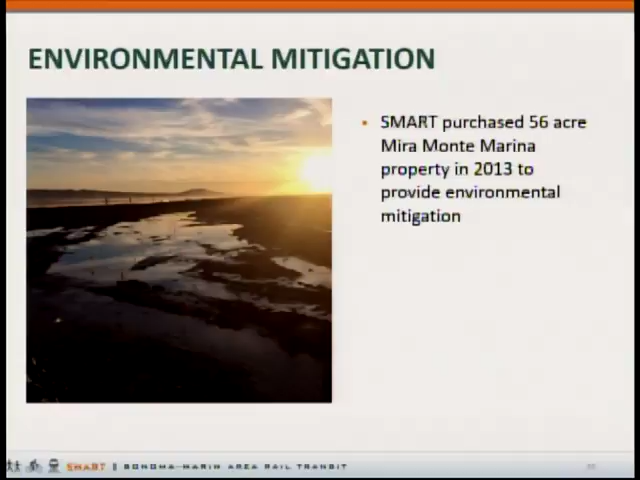 ENVIRONMENTAL MITIGATION
SMART purchased 56 acre
Mira Monte Marina
property in 2013 to
provide environmental
mitigation
SMART | SONOMA-MARIN AREA RAIL TRANSIT